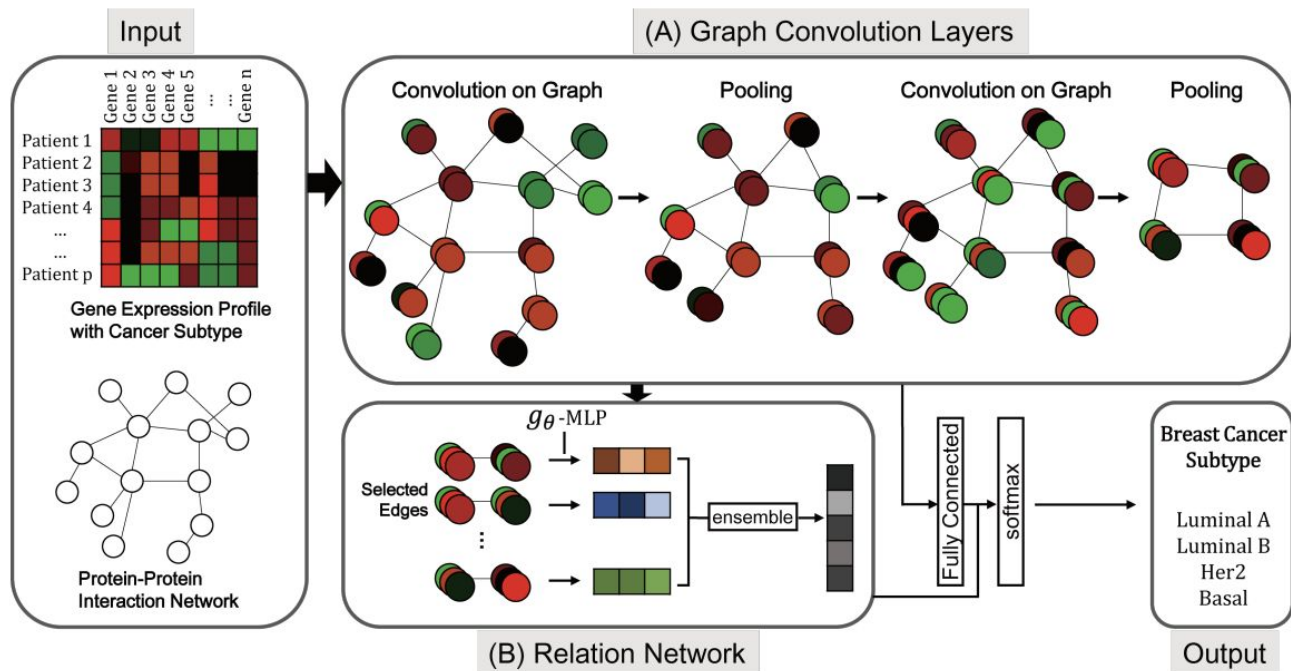 Input
Gene 1
Gene 2
Gene 3
Gene 4
Gene 5
...
...
Gene n
Patient 1
Patient 2
Patient 3
Patient 4
...
...
Patient p
Gene Expression Profile
with Cancer Subtype
Protein-Protein
Interaction Network
(A) Graph Convolution Layers
Convolution on Graph
Pooling
Convolution on Graph
Pooling
gθ-MLP
Selected
Edges
...
ensemble
(B) Relation Network
Fully Connected
softmax
Breast Cancer
Subtype
Luminal A
Luminal B
Her2
Basal
Output